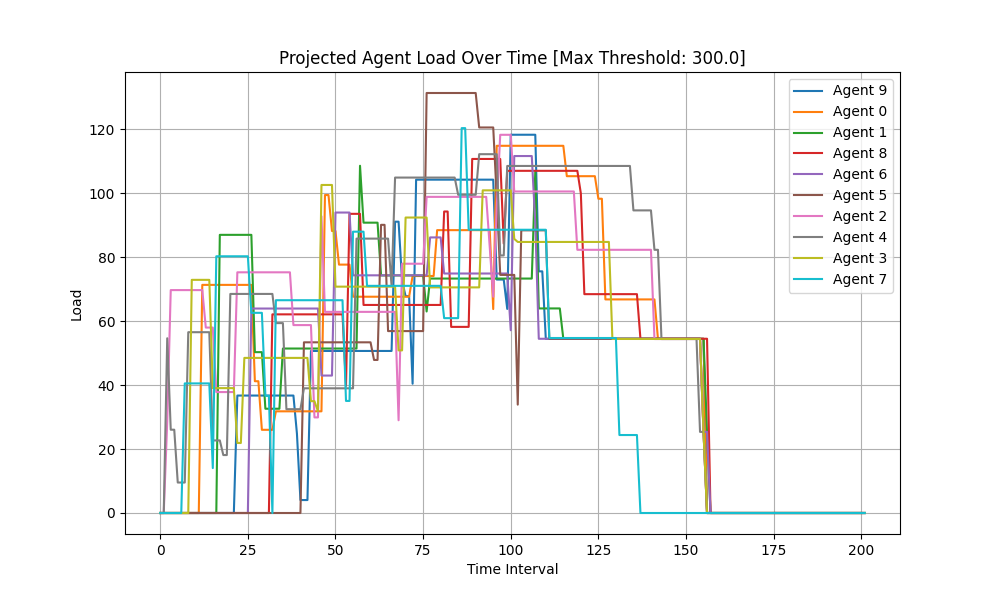 Projected Agent Load Over Time [Max Threshold: 300.0]
Load
120
100
80
60
40
20
0
0 25 50 75 100 125 150 175 200
Time Interval
Agent 9
Agent 0
Agent 1
Agent 8
Agent 6
Agent 5
Agent 2
Agent 4
Agent 3
Agent 7